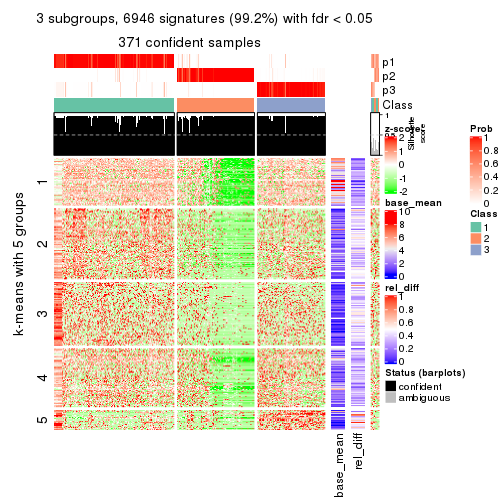 3 subgroups, 6946 signatures (99.2%) with fdr < 0.05
371 confident samples
p1
p2
p3
Class
1
Silhouette
score
k-means with 5 groups
1
2
3
4
5
base_mean
rel_diff
z-score
2
1
0
-1
-2
base_mean
10
8
6
4
2
0
rel_diff
1
0.8
0.6
0.4
0.2
0
Status (barplots)
confident
ambiguous
Prob
1
0.8
0.6
0.4
0.2
0
Class
1
2
3